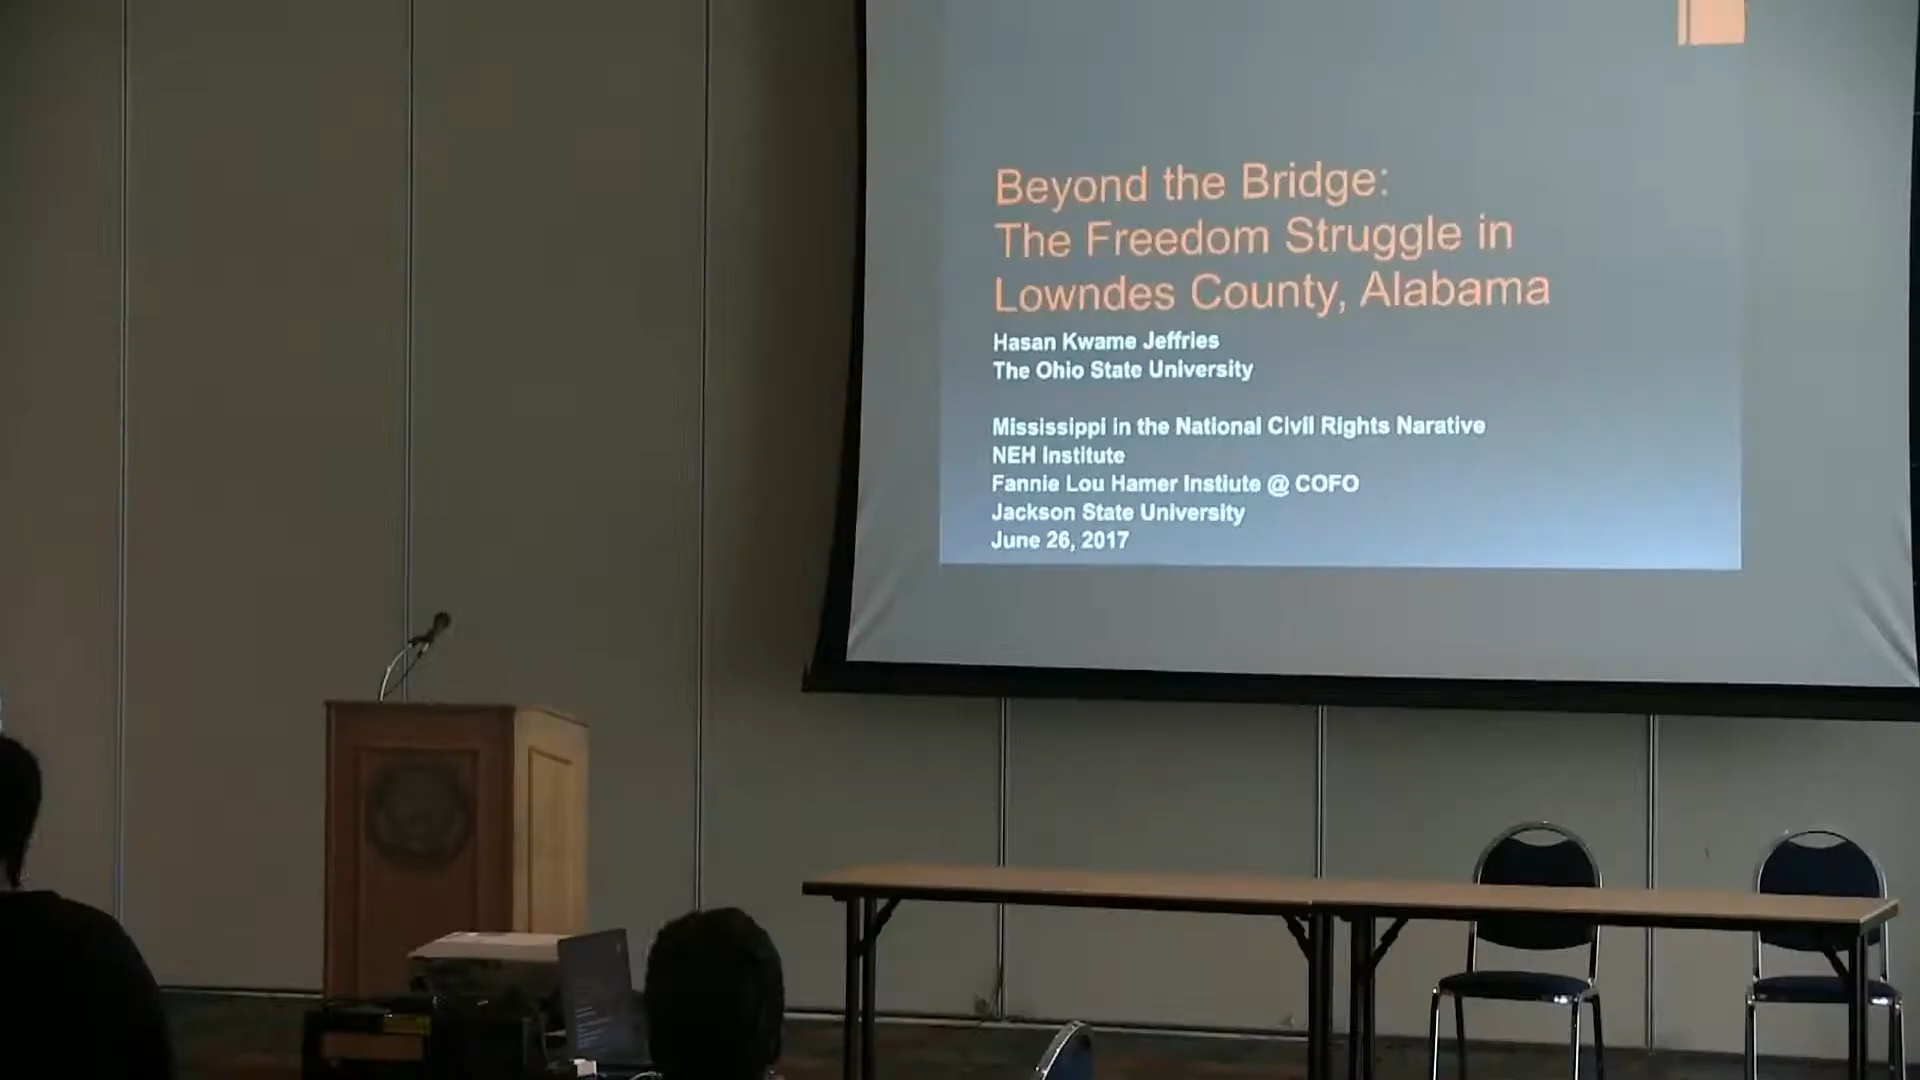 Beyond the Bridge:
The Freedom Struggle in
Lowndes County, Alabama
Hasan Kwame Jeffries
The Ohio State University
Mississippi in the National Civil Rights Narative
NEH Institute
Fannie Lou Hamer Instiute @ COFO
Jackson State University
June 26, 2017